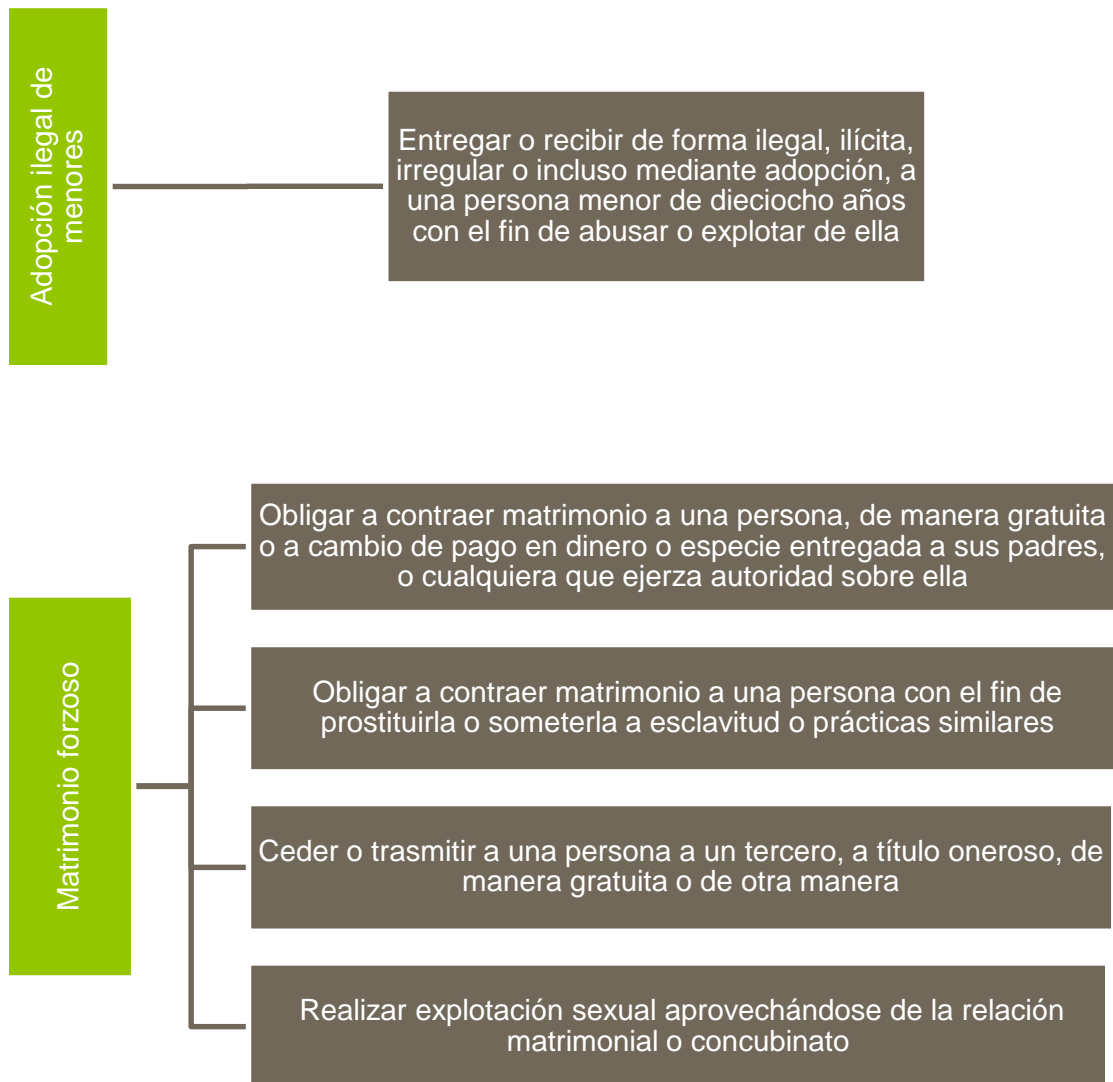 Adopción ilegal de
menores
Entregar o recibir de forma ilegal, ilícita,
irregular o incluso mediante adopción, a
una persona menor de dieciocho años
con el fin de abusar o explotar de ella
Matrimonio forzoso
Obligar a contraer matrimonio a una persona, de manera gratuita
o a cambio de pago en dinero o especie entregada a sus padres,
o cualquiera que ejerza autoridad sobre ella
Obligar a contraer matrimonio a una persona con el fin de
prostituirla o someterla a esclavitud o prácticas similares
Ceder o trasmitir a una persona a un tercero, a título oneroso, de
manera gratuita o de otra manera
Realizar explotación sexual aprovechándose de la relación
matrimonial o concubinato